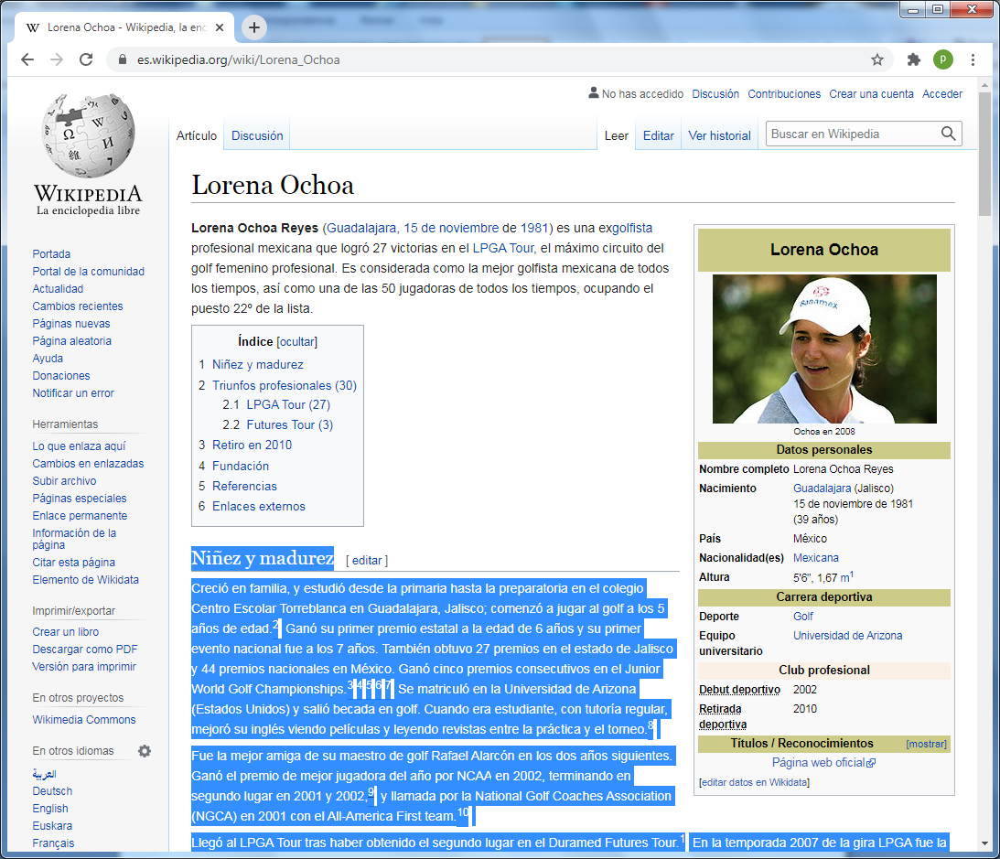 Lorena Ochoa - Wikipedia, la enc
es.wikipedia.org/wiki/Lorena_Ochoa
P
No has accedido Discusión Contribuciones Crear una cuenta Acceder
Artículo Discusión Leer Editar Ver historial Buscar en Wikipedia
WIKIPEDIA
La enciclopedia libre
Portada
Portal de la comunidad
Actualidad
Cambios recientes
Páginas nuevas
Página aleatoria
Ayuda
Donaciones
Notificar un error
Herramientas
Lo que enlaza aquí
Cambios en enlazadas
Subir archivo
Páginas especiales
Enlace permanente
Información de la
página
Citar esta página
Elemento de Wikidata
Imprimir/exportar
Crear un libro
Descargar como PDF
Versión para imprimir
En otros proyectos
Wikimedia Commons
En otros idiomas
العربية
Deutsch
English
Euskara
Français
Lorena Ochoa
Lorena Ochoa Reyes (Guadalajara, 15 de noviembre de 1981) es una exgolfista
profesional mexicana que logró 27 victorias en el LPGA Tour, el máximo circuito del
golf femenino profesional. Es considerada como la mejor golfista mexicana de todos
los tiempos, así como una de las 50 jugadoras de todos los tiempos, ocupando el
puesto 22º de la lista.
Índice [ocultar]
1 Niñez y madurez
2 Triunfos profesionales (30)
2.1 LPGA Tour (27)
2.2 Futures Tour (3)
3 Retiro en 2010
4 Fundación
5 Referencias
6 Enlaces externos
Niñez y madurez [ editar ]
Creció en familia, y estudió desde la primaria hasta la preparatoria en el colegio
Centro Escolar Torreblanca en Guadalajara, Jalisco; comenzó a jugar al golf a los 5
años de edad.2 Ganó su primer premio estatal a la edad de 6 años y su primer
evento nacional fue a los 7 años. También obtuvo 27 premios en el estado de Jalisco
y 44 premios nacionales en México. Ganó cinco premios consecutivos en el Junior
World Golf Championships.3 4 5 6 7 Se matriculó en la Universidad de Arizona
(Estados Unidos) y salió becada en golf. Cuando era estudiante, con tutoría regular,
mejoró su inglés viendo películas y leyendo revistas entre la práctica y el torneo.8
Fue la mejor amiga de su maestro de golf Rafael Alarcón en los dos años siguientes.
Ganó el premio de mejor jugadora del año por NCAA en 2002, terminando en
segundo lugar en 2001 y 2002,9 y llamada por la National Golf Coaches Association
(NGCA) en 2001 con el All-America First team.10
Llegó al LPGA Tour tras haber obtenido el segundo lugar en el Duramed Futures Tour.1 En la temporada 2007 de la gira LPGA fue la
Lorena Ochoa
Banamex
Ochoa en 2008
Datos personales
Nombre completo Lorena Ochoa Reyes
Nacimiento Guadalajara (Jalisco)
15 de noviembre de 1981
(39 años)
País México
Nacionalidad(es) Mexicana
Altura 5'6", 1,67 m1
Carrera deportiva
Deporte Golf
Equipo Universidad de Arizona
universitario
Club profesional
Debut deportivo 2002
Retirada 2010
deportiva
Títulos / Reconocimientos [mostrar]
Página web oficial
[editar datos en Wikidata]